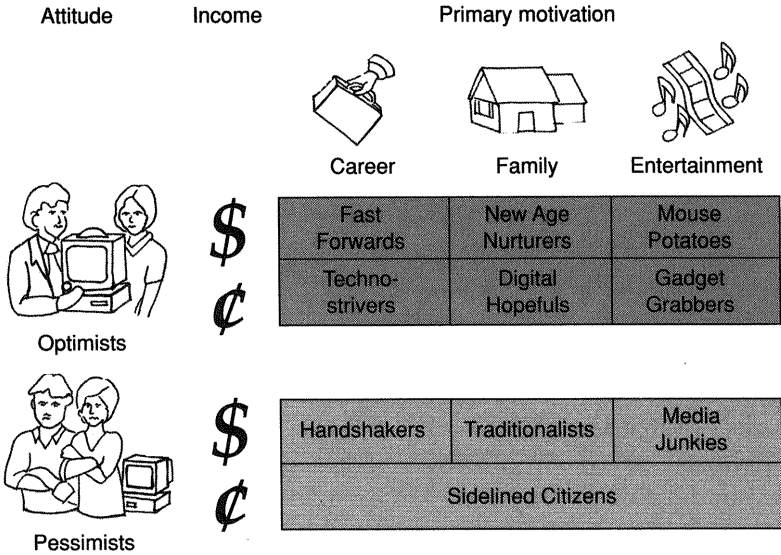 Attitude
Income
Primary motivation
Career
Family
Entertainment
$
Fast
Forwards
New Age
Nurturers
Mouse
Potatoes
¢
Techno-
strivers
Digital
Hopefuls
Gadget
Grabbers
Optimists
$
Handshakers
Traditionalists
Media
Junkies
¢
Sidelined Citizens
Pessimists